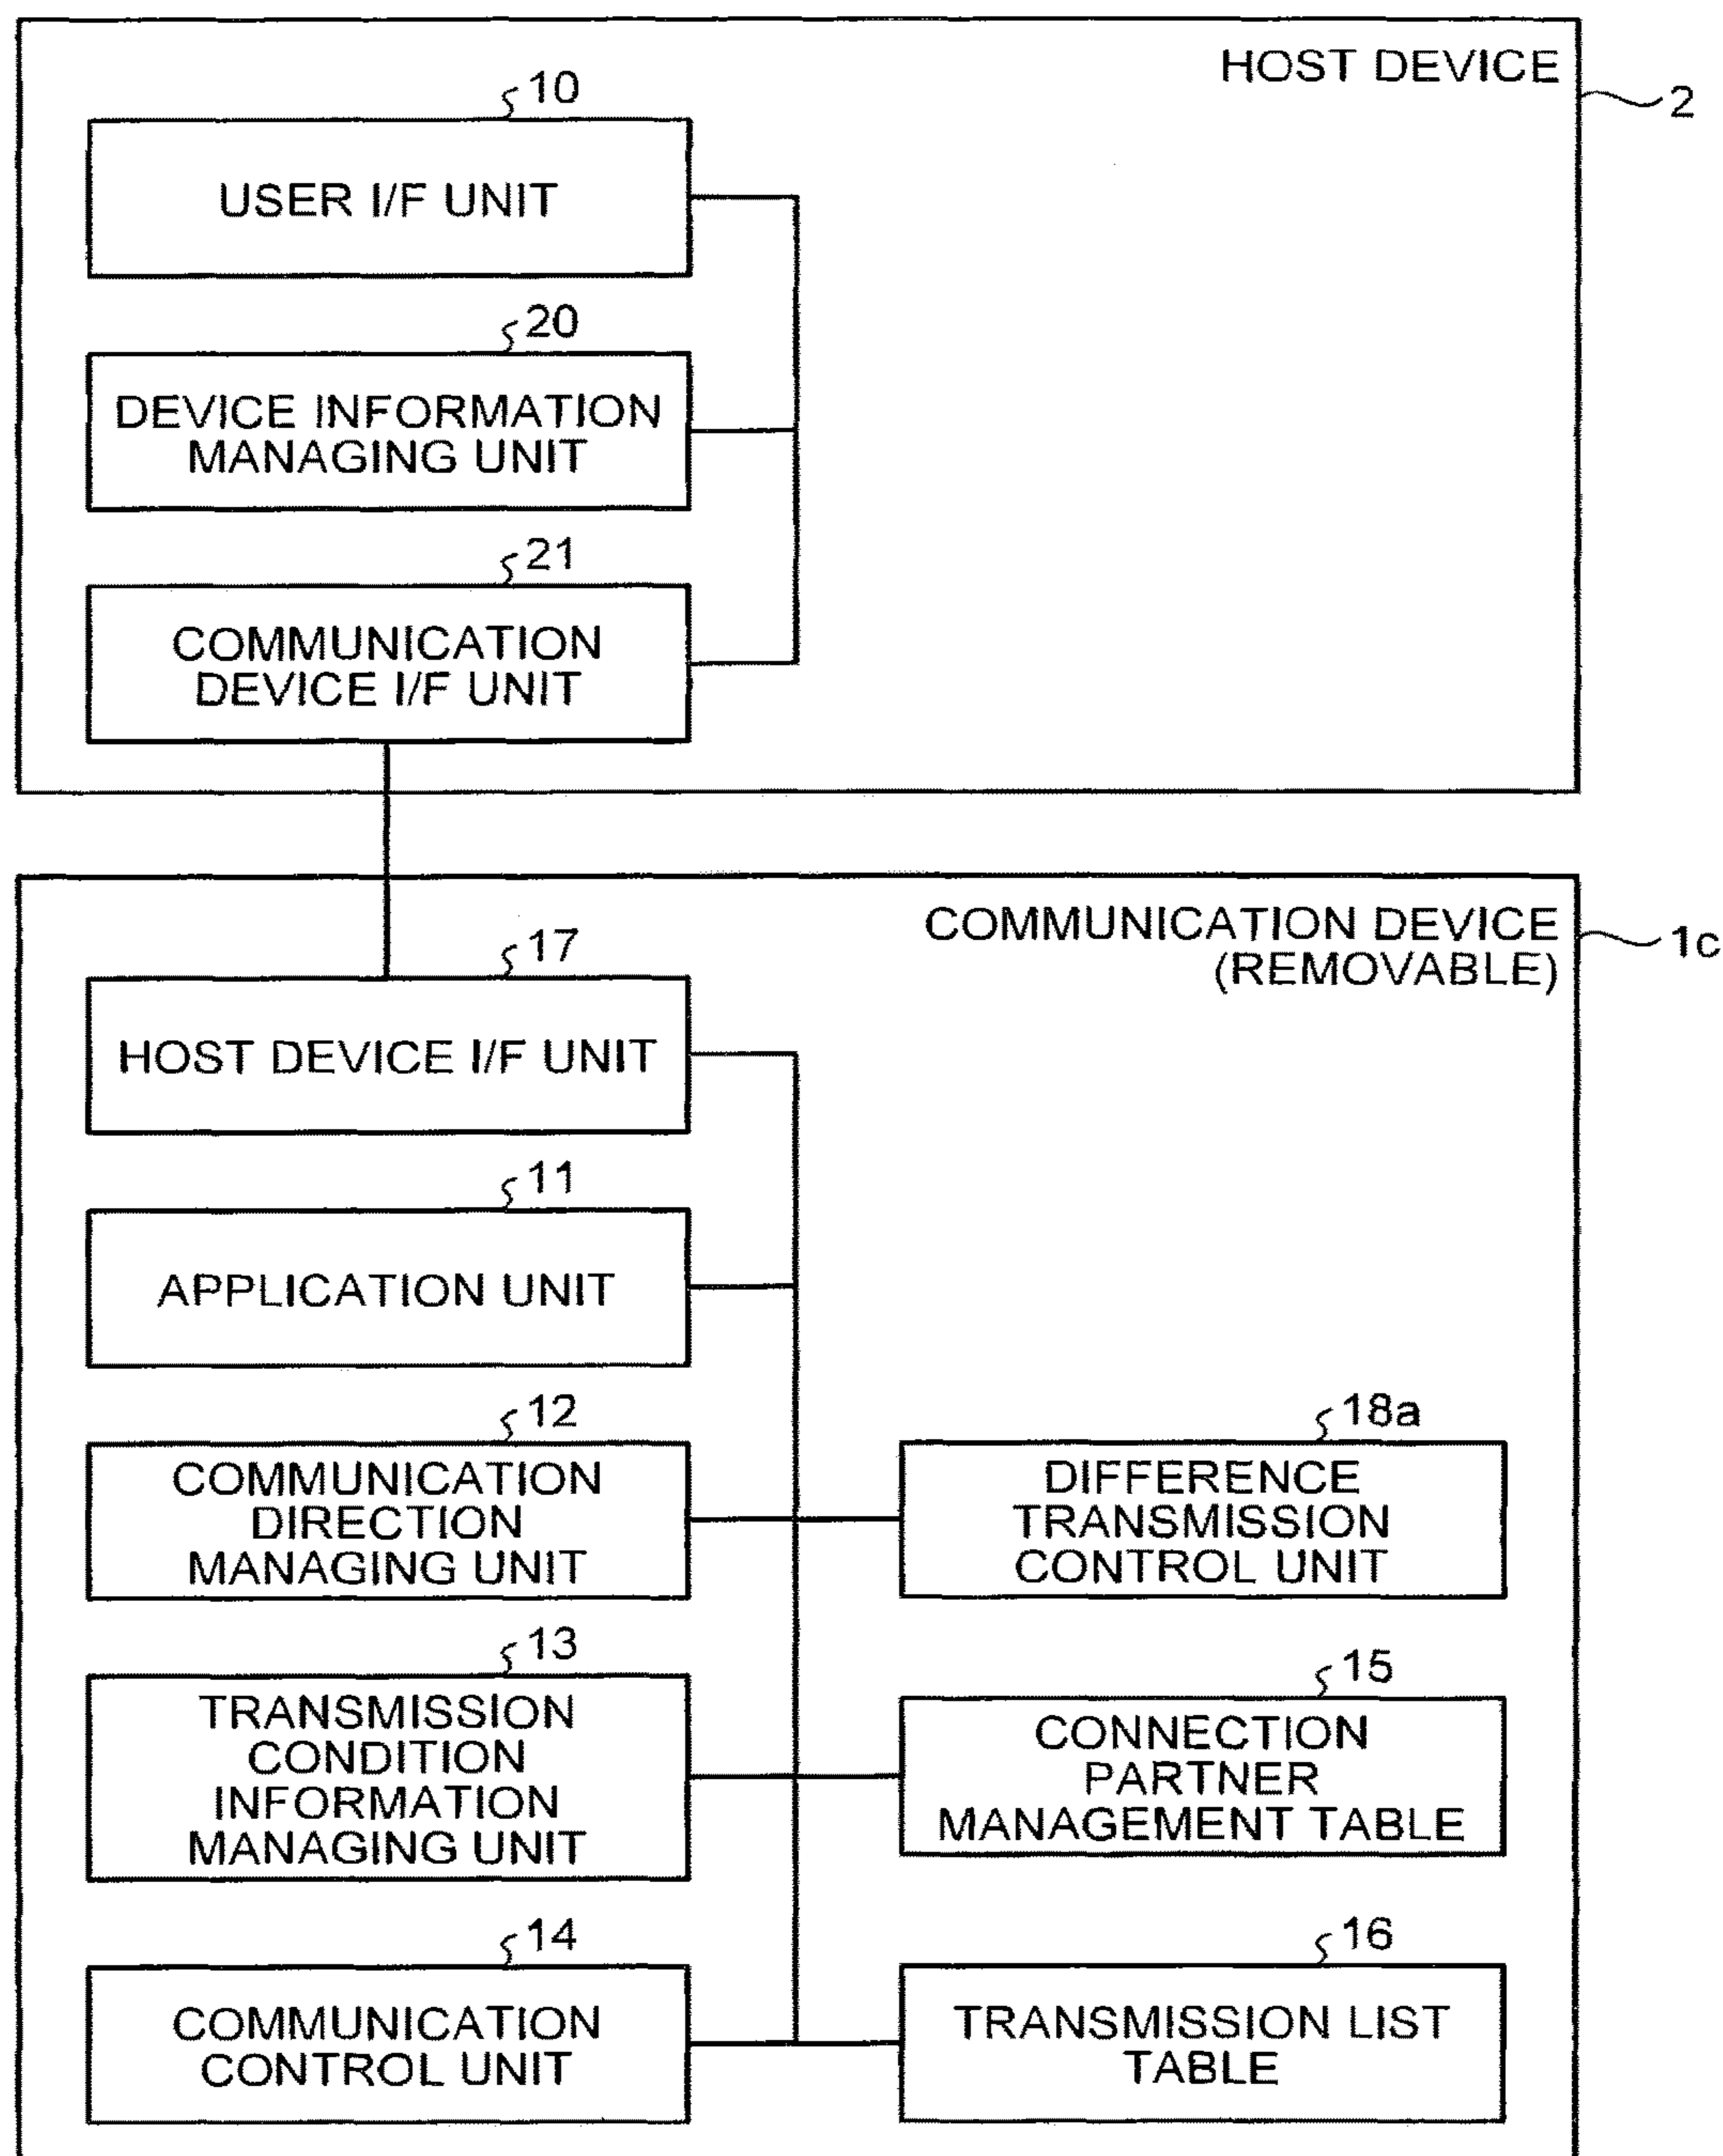 HOST DEVICE
2
10
USER I/F UNIT
20
DEVICE INFORMATION
MANAGING UNIT
21
COMMUNICATION
DEVICE I/F UNIT
COMMUNICATION DEVICE
(REMOVABLE)
1c
17
HOST DEVICE I/F UNIT
11
APPLICATION UNIT
12
COMMUNICATION
DIRECTION
MANAGING UNIT
18a
DIFFERENCE
TRANSMISSION
CONTROL UNIT
13
TRANSMISSION
CONDITION
INFORMATION
MANAGING UNIT
15
CONNECTION
PARTNER
MANAGEMENT TABLE
14
COMMUNICATION
CONTROL UNIT
16
TRANSMISSION LIST
TABLE